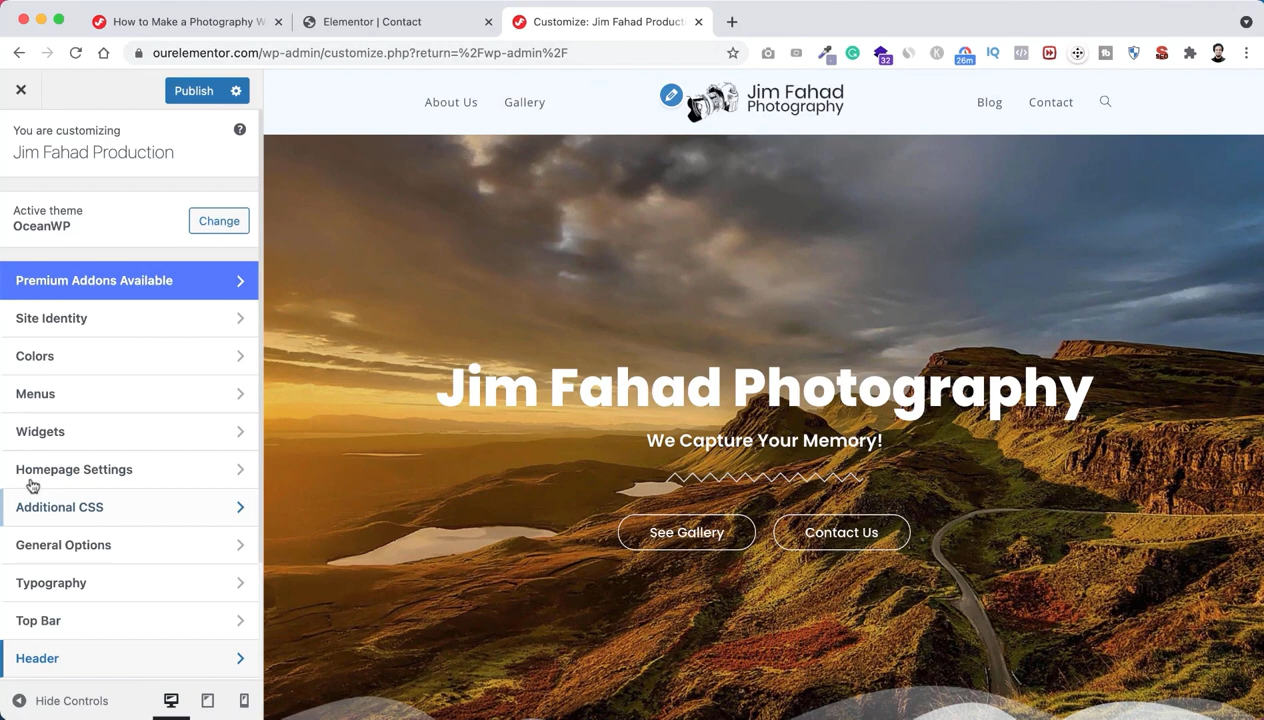 How to Make a Photography W
Elementor | Contact
Customize: Jim Fahad Product
ourelementor.com/wp-admin/customize.php?return=%2Fwp-admin%2F
32
26m
IQ
Publish
You are customizing
Jim Fahad Production
Active theme
OceanWP
Change
Premium Addons Available
Site Identity
Colors
Menus
Widgets
Homepage Settings
Additional CSS
General Options
Typography
Top Bar
Header
Hide Controls
About Us
Gallery
Jim Fahad
Photography
Blog
Contact
Jim Fahad Photography
We Capture Your Memory!
See Gallery
Contact Us